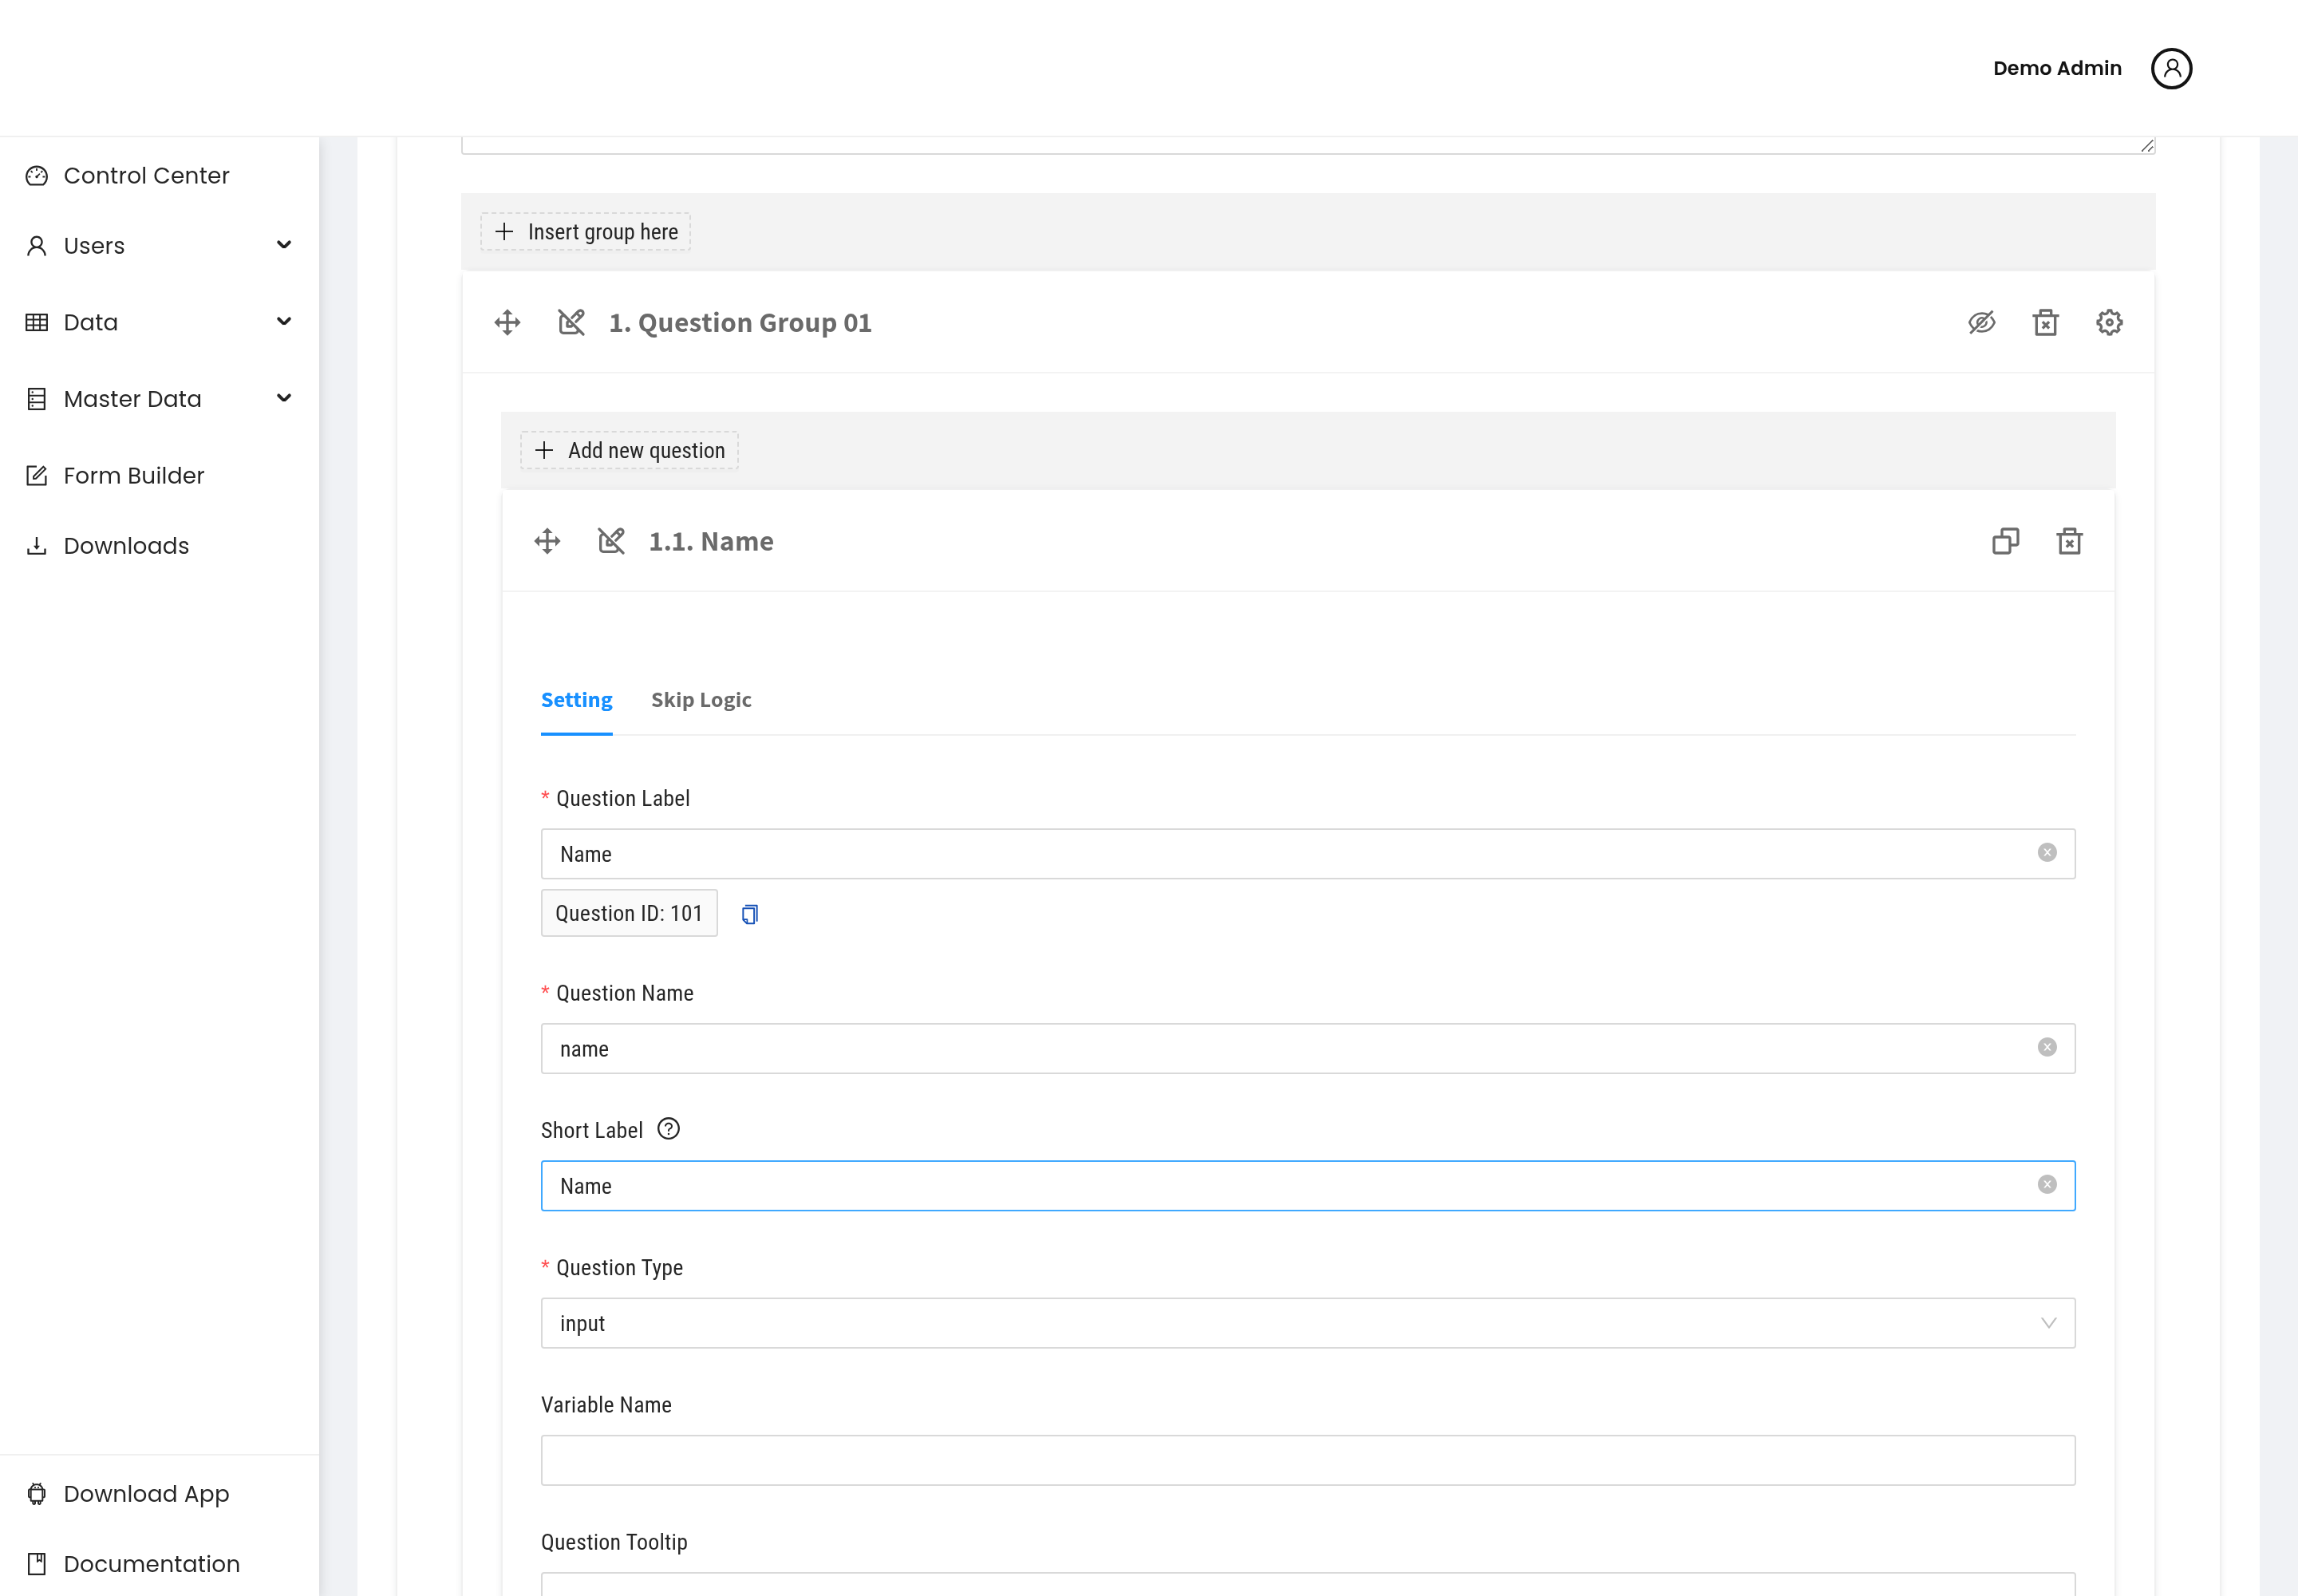 Demo Admin
Control Center
Users
Data
Master Data
Form Builder
Downloads
Download App
Documentation
Insert group here
1. Question Group 01
Add new question
1.1. Name
Setting Skip Logic
* Question Label
Name
Question ID: 101
* Question Name
name
Short Label ?
Name
* Question Type
input
Variable Name
Question Tooltip